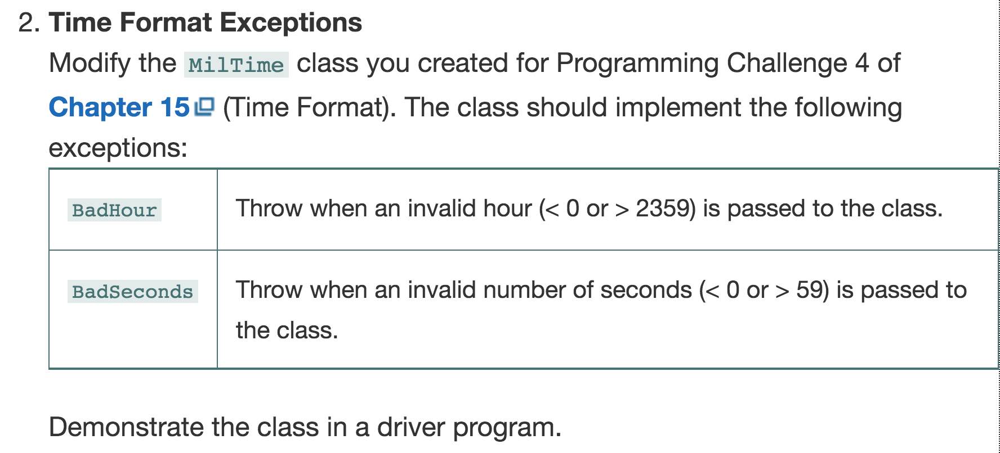 2. Time Format Exceptions
Modify the MilTime class you created for Programming Challenge 4 of
Chapter 15 (Time Format). The class should implement the following
exceptions:
BadHour Throw when an invalid hour (< 0 or > 2359) is passed to the class.
BadSeconds Throw when an invalid number of seconds (< 0 or > 59) is passed to
the class.
Demonstrate the class in a driver program.